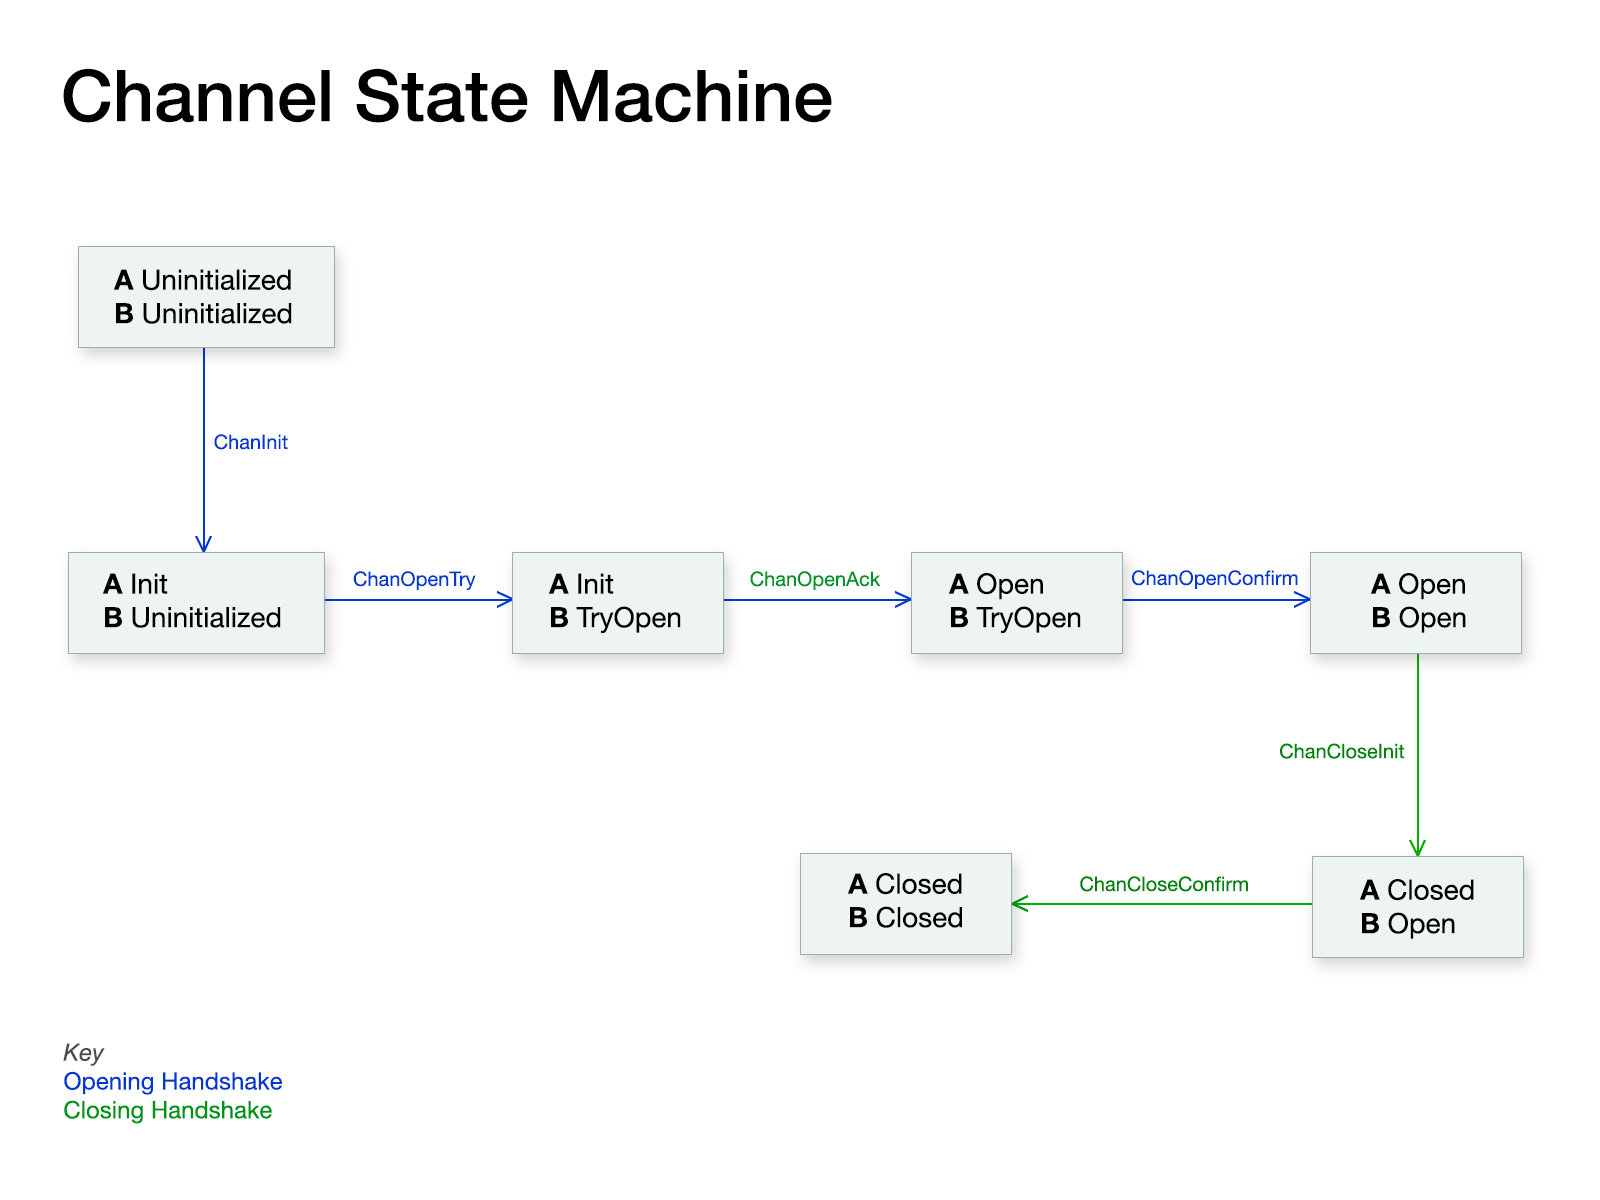 Channel State Machine
A Uninitialized
B Uninitialized
ChanInit
A Init
B Uninitialized
ChanOpenTry
A Init
B TryOpen
ChanOpenAck
A Open
B TryOpen
ChanOpenConfirm
A Open
B Open
ChanCloseInit
A Closed
B Open
ChanCloseConfirm
A Closed
B Closed
Key
Opening Handshake
Closing Handshake